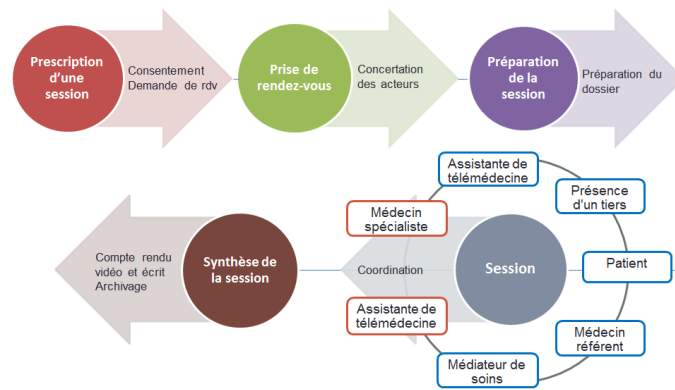 Prescription
d'une
session
Consentement
Demande de rdv
Prise de
rendez-vous
Concertation
des acteurs
Préparation
de la
session
Préparation du
dossier
Assistante de
télémédecine
Présence
d'un tiers
Médecin
spécialiste
Compte rendu
vidéo et écrit
Archivage
Synthèse de
la session
Coordination
Session
Patient
Assistante de
télémédecine
Médecin
référent
Médiateur de
soins